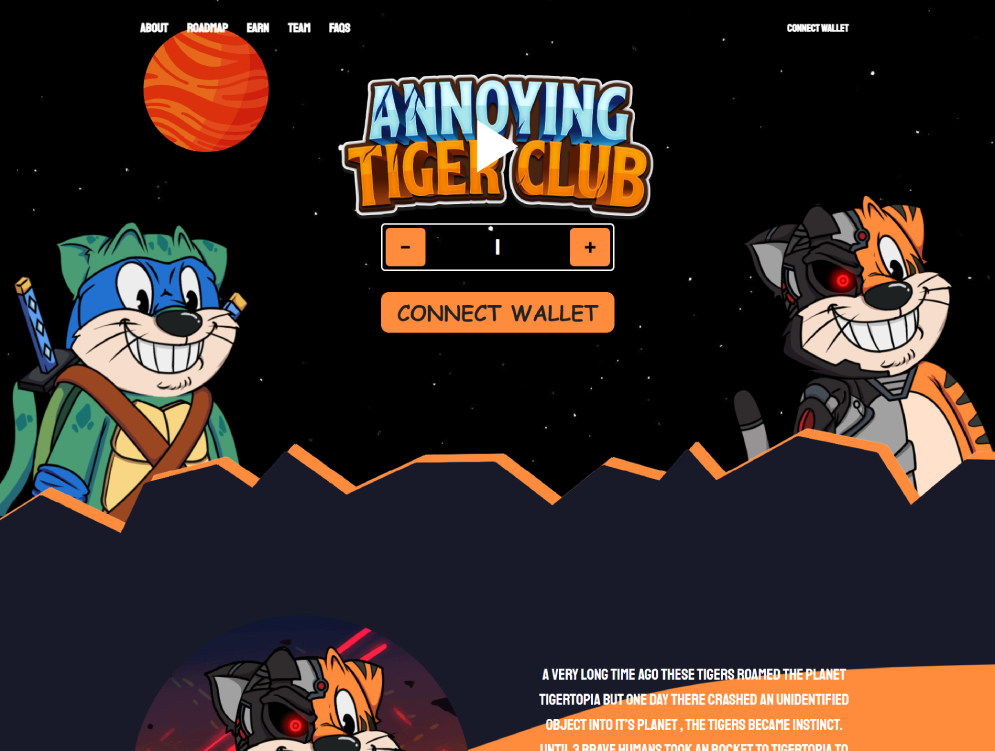 ABOUT ROADMAP EARN TEAM FAQS CONNECT WALLET
ANNOYING
TIGER CLUB
- 1 +
CONNECT WALLET
A VERY LONG TIME AGO THESE TIGERS ROAMED THE PLANET
TIGERTOPIA BUT ONE DAY THERE CRASHED AN UNIDENTIFIED
OBJECT INTO IT'S PLANET , THE TIGERS BECAME INSTINCT.
UNTIL 3 BRAVE HUMANS TOOK AN ROCKET TO TIGERTOPIA TO